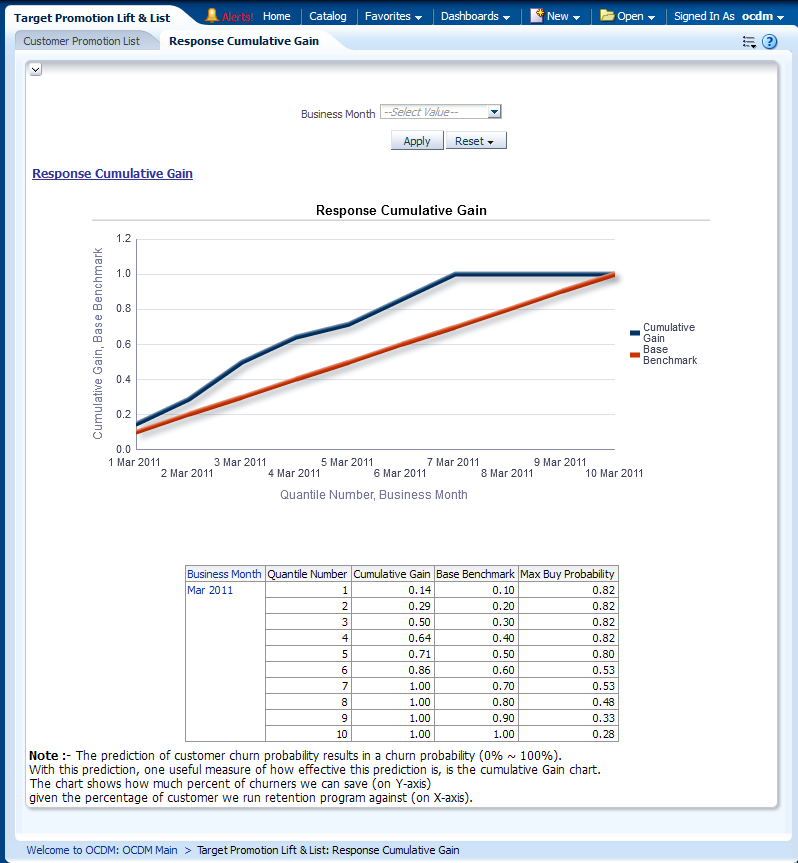 Target Promotion Lift & List
Alerts! Home Catalog Favorites Dashboards New Open Signed In As ocdm
Customer Promotion List Response Cumulative Gain
Business Month --Select Value--
Apply Reset
Response Cumulative Gain
Response Cumulative Gain
Cumulative Gain, Base Benchmark
1.2
1.0
0.8
0.6
0.4
0.2
0.0
Cumulative
Gain
Base
Benchmark
1 Mar 2011 3 Mar 2011 5 Mar 2011 7 Mar 2011 9 Mar 2011
2 Mar 2011 4 Mar 2011 6 Mar 2011 8 Mar 2011 10 Mar 2011
Quantile Number, Business Month
Business Month Quantile Number Cumulative Gain Base Benchmark Max Buy Probability
Mar 2011 1 0.14 0.10 0.82
2 0.29 0.20 0.82
3 0.50 0.30 0.82
4 0.64 0.40 0.82
5 0.71 0.50 0.80
6 0.86 0.60 0.53
7 1.00 0.70 0.53
8 1.00 0.80 0.48
9 1.00 0.90 0.33
10 1.00 1.00 0.28
Note :- The prediction of customer churn probability results in a churn probability (0% ~ 100%).
With this prediction, one useful measure of how effective this prediction is, is the cumulative Gain chart.
The chart shows how much percent of churners we can save (on Y-axis)
given the percentage of customer we run retention program against (on X-axis).
Welcome to OCDM: OCDM Main > Target Promotion Lift & List: Response Cumulative Gain